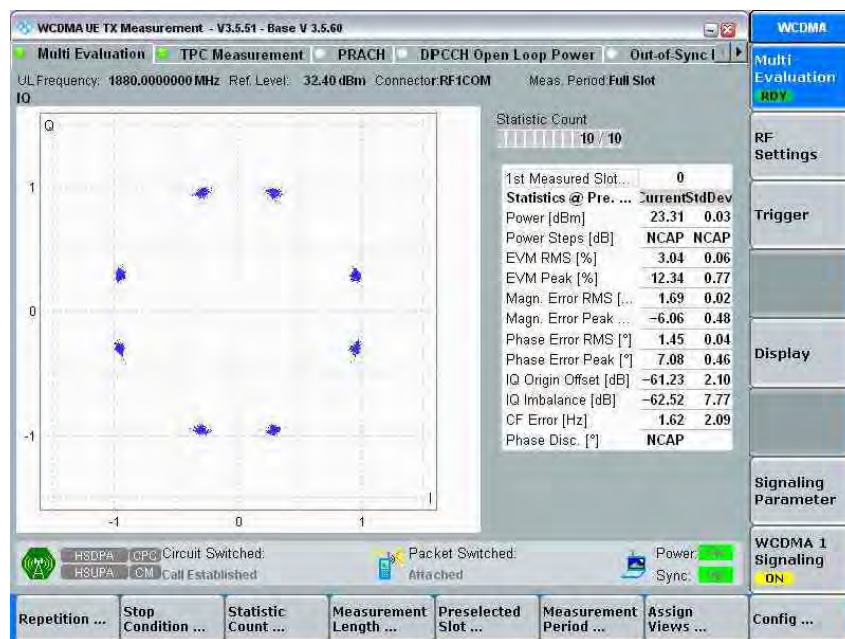 WCDMA UE TX Measurement - V3.5.51 - Base V 3.5.60
WCDMA
Multi Evaluation TPC Measurement PRACH DPCCH Open Loop Power Out-of-Sync
UL Frequency: 1880.0000000 MHz Ref. Level: 32.40 dBm Connector: RF1COM Meas. Period: Full Slot
IQ
Q
1
0
-1
-1 0 1
I
Statistic Count
10 / 10
1st Measured Slot... 0
Statistics @ Pre. ... Current StdDev
Power [dBm] 23.31 0.03
Power Steps [dB] NCAP NCAP
EVM RMS [%] 3.04 0.06
EVM Peak [%] 12.34 0.77
Magn. Error RMS [... 1.69 0.02
Magn. Error Peak ... -6.06 0.48
Phase Error RMS [°] 1.45 0.04
Phase Error Peak [°] 7.08 0.46
IQ Origin Offset [dB] -61.23 2.10
IQ Imbalance [dB] -62.52 7.77
CF Error [Hz] 1.62 2.09
Phase Disc. [°] NCAP
Multi Evaluation
RDY
RF Settings
Trigger
Display
Signaling Parameter
WCDMA 1 Signaling
ON
HSDPA CPC Circuit Switched: Packet Switched: Power:
HSUPA CM Call Established Attached Sync:
Repetition ...
Stop Condition ...
Statistic Count ...
Measurement Length ...
Preselected Slot ...
Measurement Period ...
Assign Views ...
Config ...